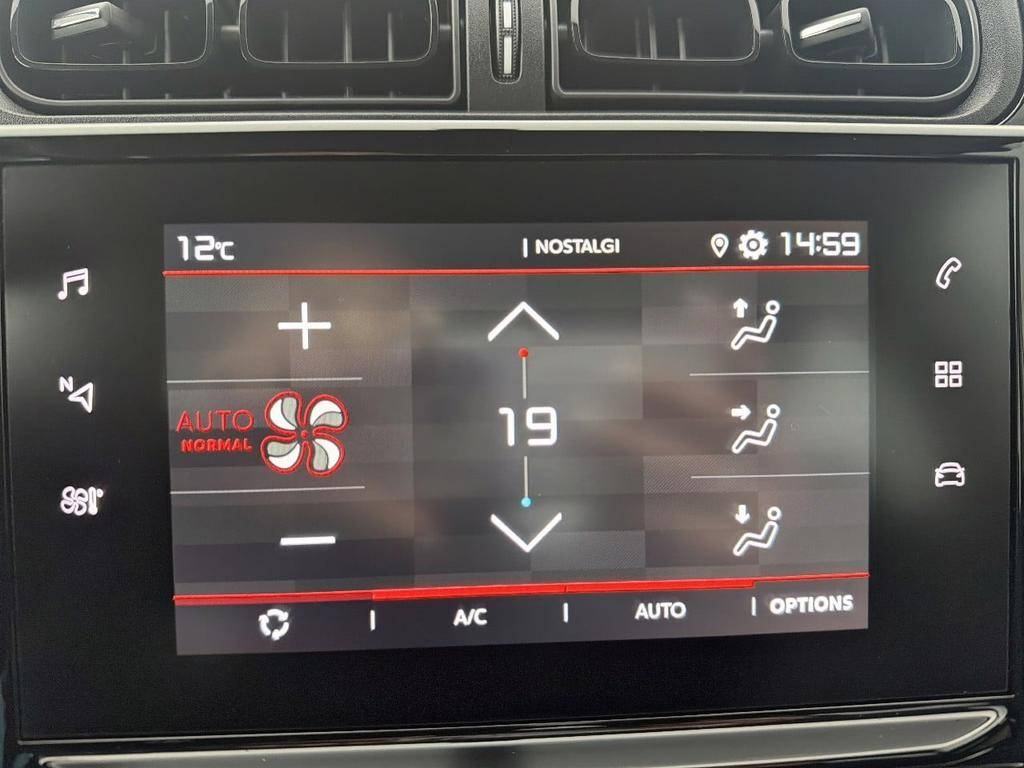 12°C
| NOSTALGI
14:59
N
AUTO
NORMAL
19
A/C
AUTO
OPTIONS